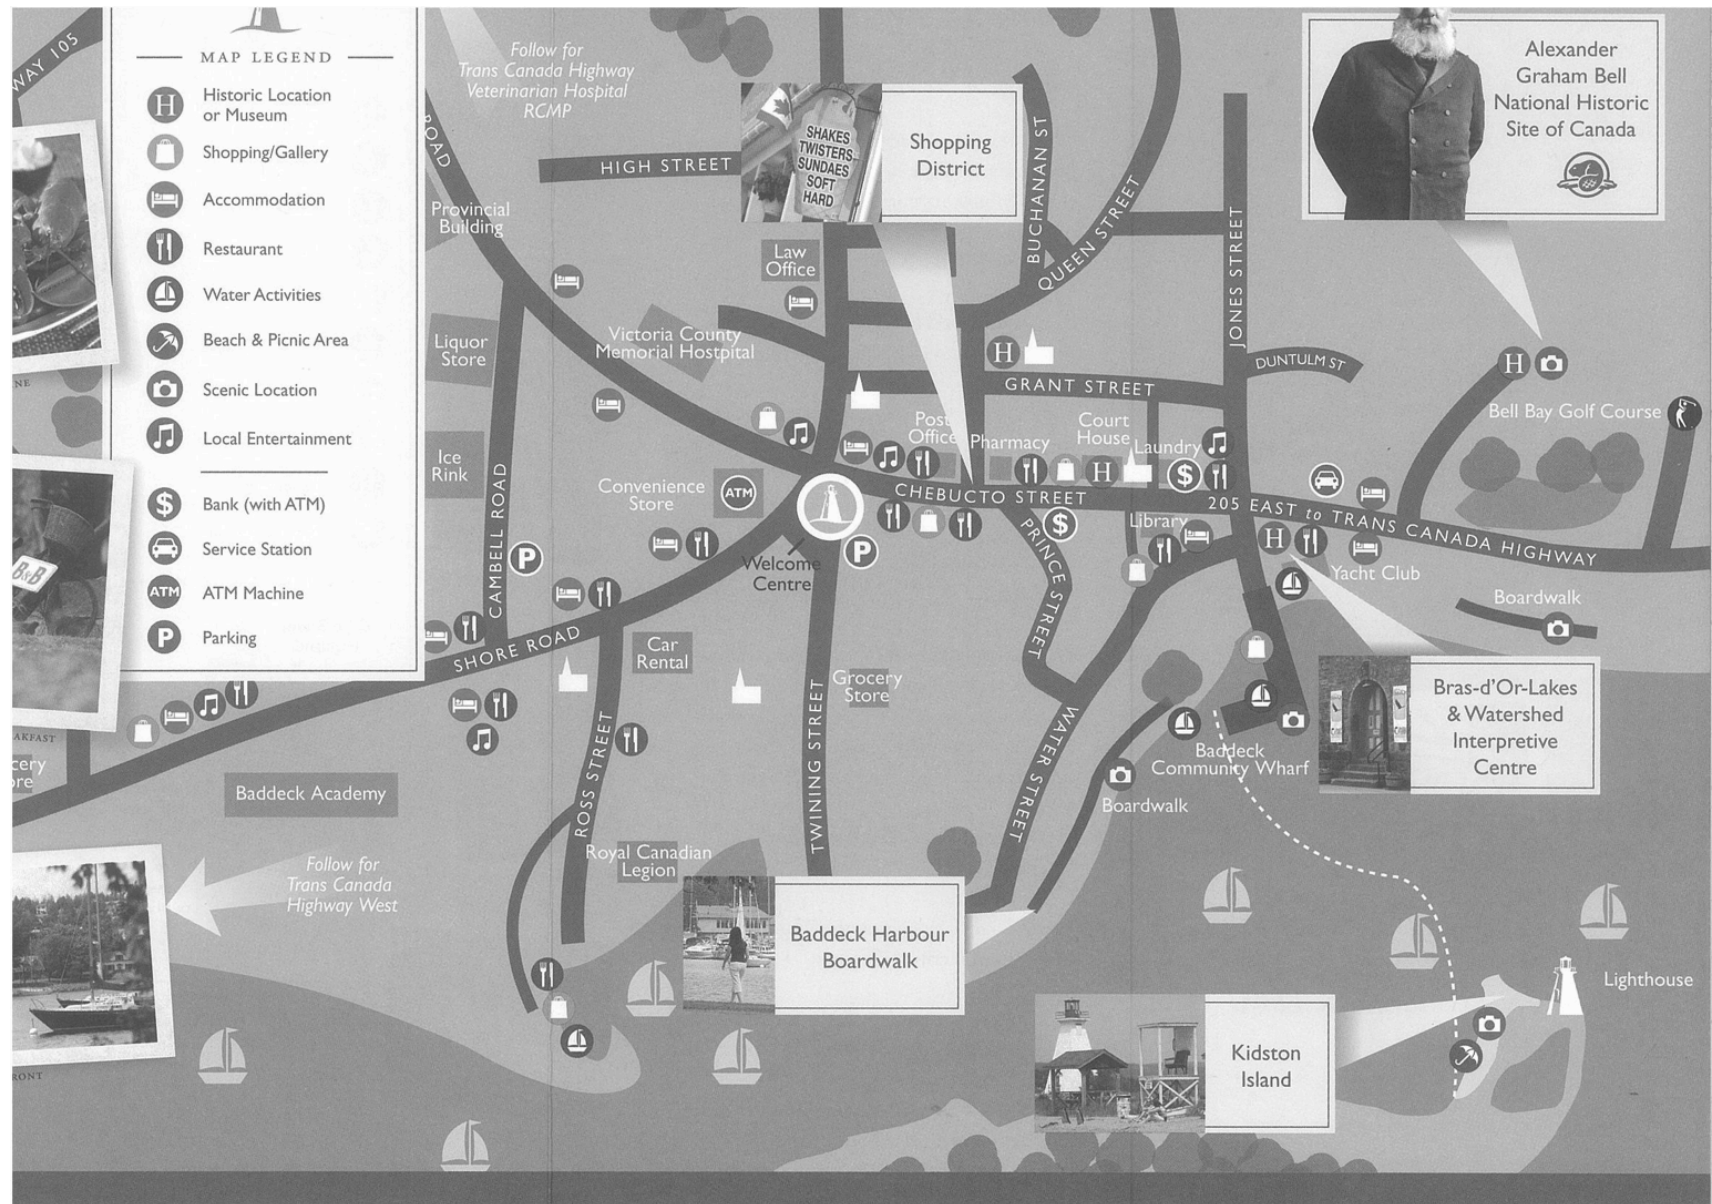 WAY 105
MAP LEGEND
Historic Location
or Museum
Shopping/Gallery
Accommodation
Restaurant
Water Activities
Beach & Picnic Area
Scenic Location
Local Entertainment
Bank (with ATM)
Service Station
ATM
ATM Machine
P
Parking
H
$
Follow for
Trans Canada Highway
Veterinarian Hospital
RCMP
ROAD
HIGH STREET
SHAKES
TWISTERS
SUNDAES
SOFT
HARD
Shopping
District
BUCHANAN ST
QUEEN STREET
JONES STREET
Alexander
Graham Bell
National Historic
Site of Canada
Provincial
Building
Law
Office
Liquor
Store
Victoria County
Memorial Hostpital
H
GRANT STREET
DUNTULM ST
H
Bell Bay Golf Course
Post
Office
Pharmacy
Court
House
Laundry
H
$
Ice
Rink
CAMBELL ROAD
Convenience
Store
ATM
CHEBUCTO STREET
205 EAST to TRANS CANADA HIGHWAY
P
Welcome
Centre
P
PRINCE STREET
$
Library
H
Yacht Club
Boardwalk
B&B
SHORE ROAD
Car
Rental
Grocery
Store
Bras-d'Or-Lakes
& Watershed
Interpretive
Centre
NE
AKFAST
cery
ore
Baddeck Academy
ROSS STREET
TWINING STREET
WATER STREET
Baddeck
Community Wharf
Boardwalk
Follow for
Trans Canada
Highway West
Royal Canadian
Legion
Baddeck Harbour
Boardwalk
Lighthouse
Kidston
Island
RONT